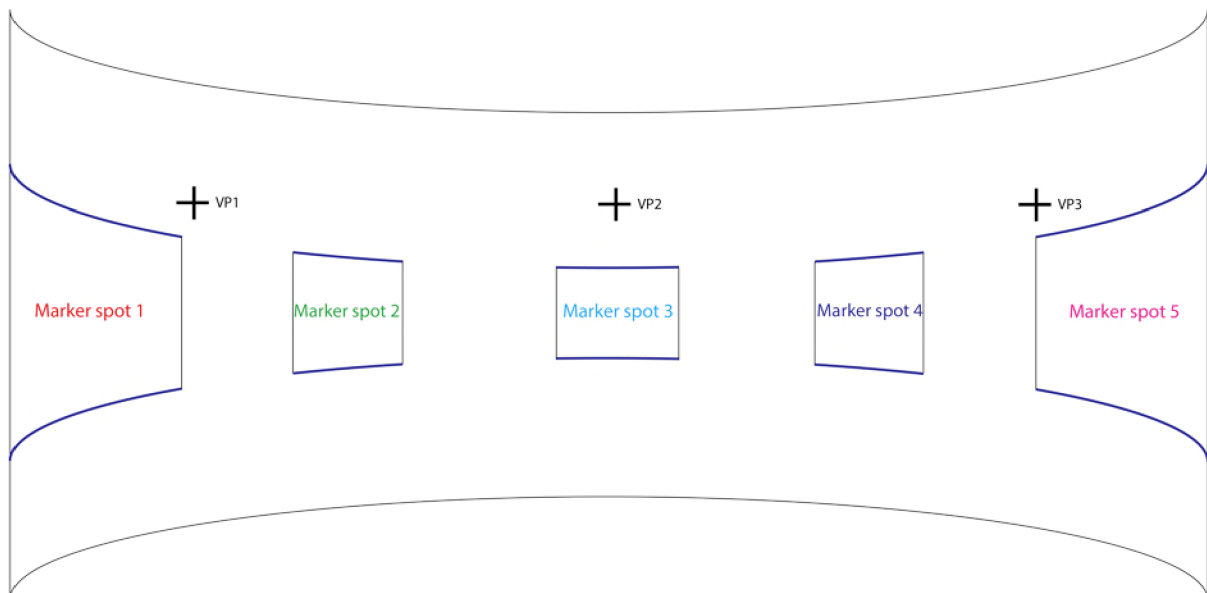 VP1
VP2
VP3
Marker spot 1
Marker spot 2
Marker spot 3
Marker spot 4
Marker spot 5